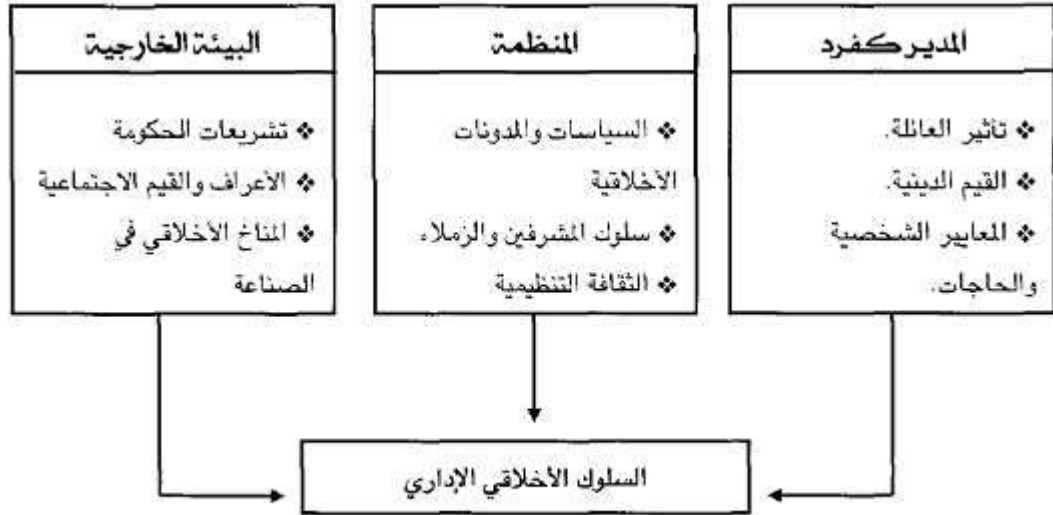 المدير كفرد
❖ تأثير العائلة.
❖ القيم الدينية.
❖ المعايير الشخصية
والحاجات.
المنظمة
❖ السياسات والمدونات
الأخلاقية
❖ سلوك المشرفين والزملاء
❖ الثقافة التنظيمية
البيئة الخارجية
❖ تشريعات الحكومة
❖ الأعراف والقيم الاجتماعية
❖ المناخ الأخلاقي في
الصناعة
السلوك الأخلاقي الإداري